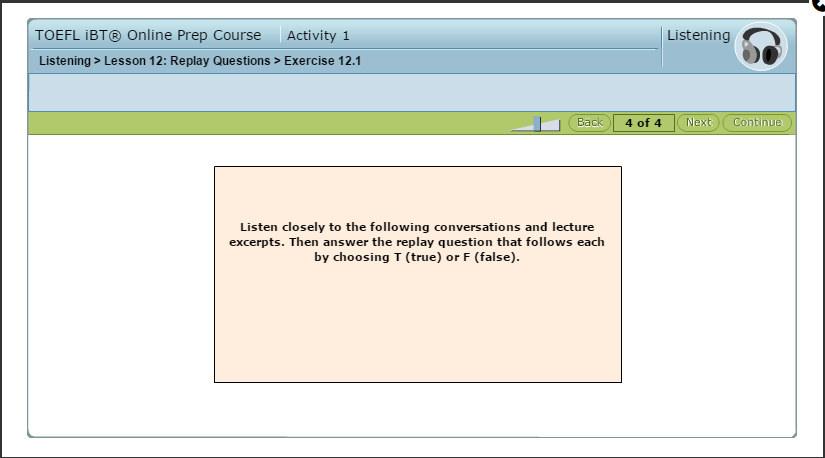 TOEFL iBT® Online Prep Course Activity 1 Listening
Listening > Lesson 12: Replay Questions > Exercise 12.1
Back 4 of 4 Next Continue
Listen closely to the following conversations and lecture
excerpts. Then answer the replay question that follows each
by choosing T (true) or F (false).